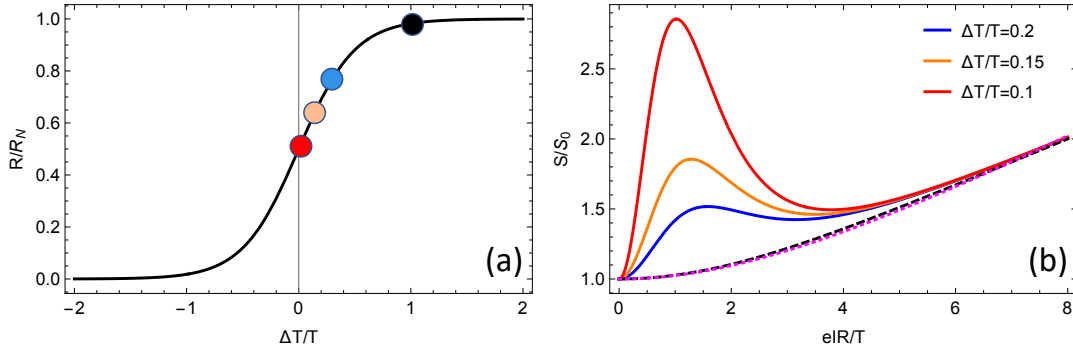 R/R_N
1.0
0.8
0.6
0.4
0.2
0.0
−2
−1
0
1
2
ΔT/T
(a)
S/S_0
2.5
2.0
1.5
1.0
0
2
4
6
8
eIR/T
ΔT/T=0.2
ΔT/T=0.15
ΔT/T=0.1
(b)